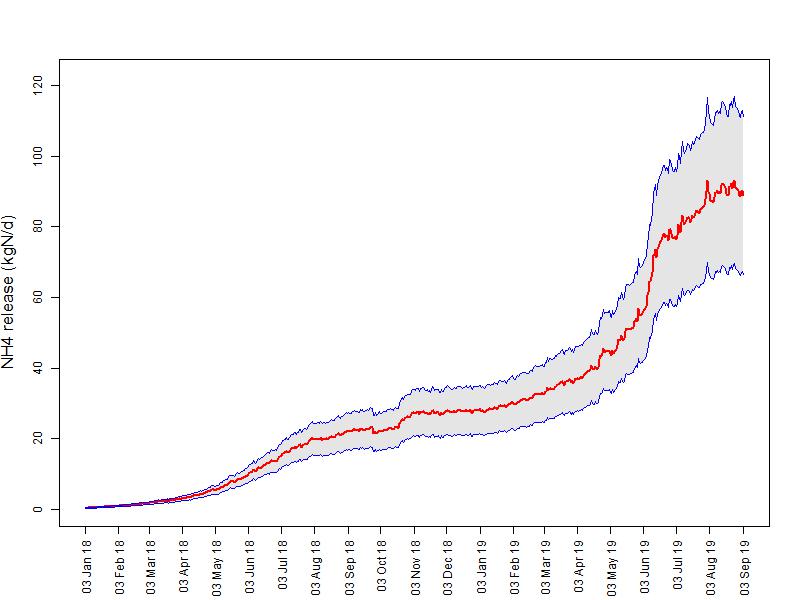 NH4 release (kgN/d)
120
100
80
60
40
20
0
03 Jan 18
03 Feb 18
03 Mar 18
03 Apr 18
03 May 18
03 Jun 18
03 Jul 18
03 Aug 18
03 Sep 18
03 Oct 18
03 Nov 18
03 Dec 18
03 Jan 19
03 Feb 19
03 Mar 19
03 Apr 19
03 May 19
03 Jun 19
03 Jul 19
03 Aug 19
03 Sep 19